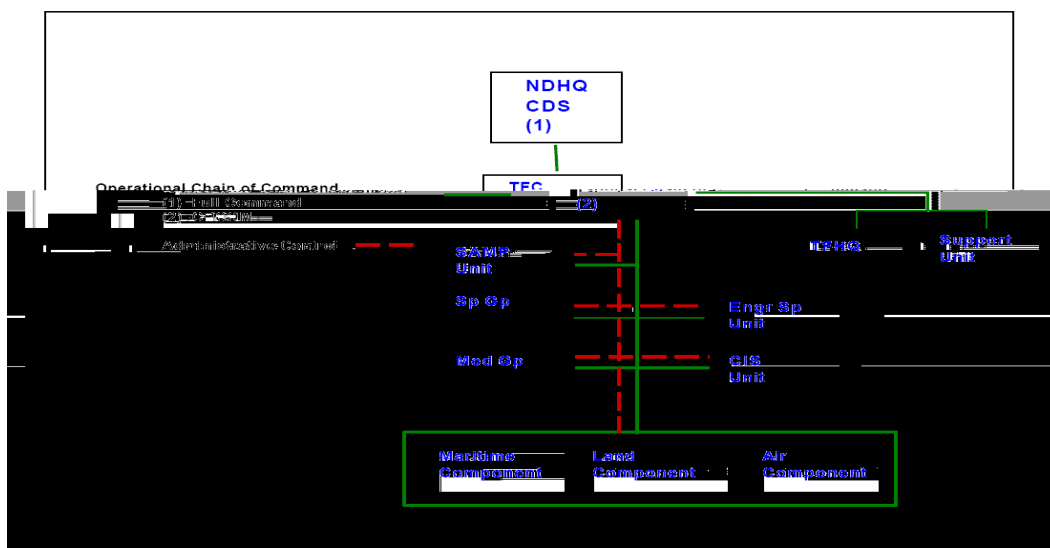 NDHQ
CDS
(1)
TFC
Operational Chain of Command
(1) Full Command
(2)
(2)
Administrative Control
TFHQ
Support
Unit
SAMP
Unit
Sp Gp
Engr Sp
Unit
Med Gp
CIS
Unit
Maritime
Component
Land
Component
Air
Component